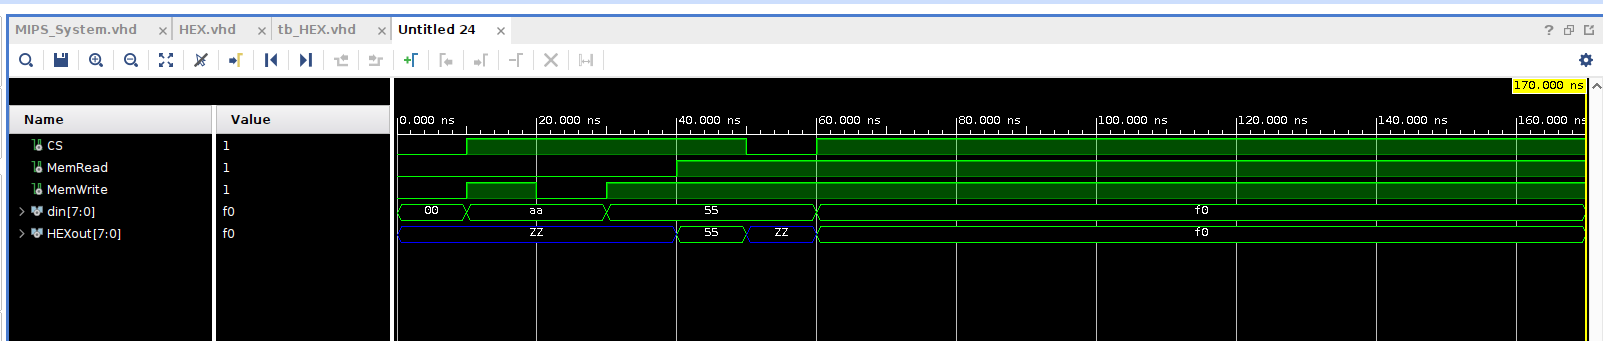 MIPS_System.vhd × HEX.vhd × tb_HEX.vhd × Untitled 24 ×
?
170.000 ns
Name Value
0.000 ns 20.000 ns 40.000 ns 60.000 ns 80.000 ns 100.000 ns 120.000 ns 140.000 ns 160.000 ns
CS 1
MemRead 1
MemWrite 1
din[7:0] f0 00 aa 55 f0
HEXout[7:0] f0 ZZ 55 ZZ f0